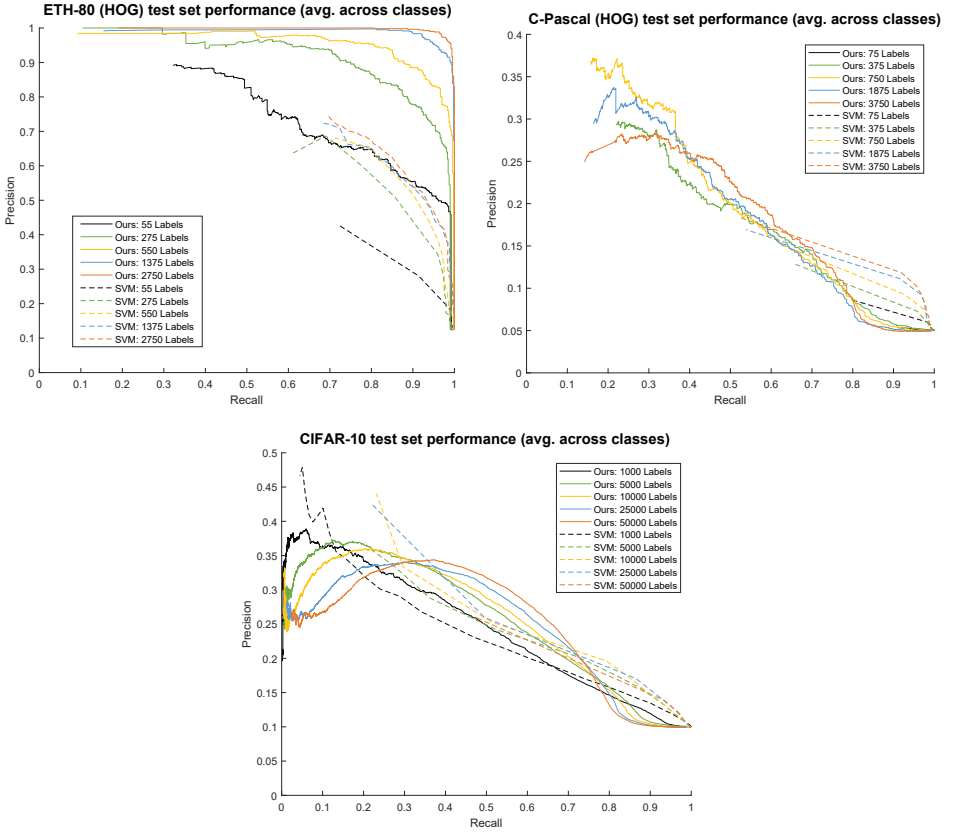 ETH-80 (HOG) test set performance (avg. across classes)
1
0.9
0.8
0.7
0.6
0.5
0.4
0.3
0.2
0.1
0
Precision
Ours: 55 Labels
Ours: 275 Labels
Ours: 550 Labels
Ours: 1375 Labels
Ours: 2750 Labels
SVM: 55 Labels
SVM: 275 Labels
SVM: 550 Labels
SVM: 1375 Labels
SVM: 2750 Labels
0 0.1 0.2 0.3 0.4 0.5 0.6 0.7 0.8 0.9 1
Recall
C-Pascal (HOG) test set performance (avg. across classes)
0.4
0.35
0.3
0.25
0.2
0.15
0.1
0.05
0
Precision
Ours: 75 Labels
Ours: 375 Labels
Ours: 750 Labels
Ours: 1875 Labels
Ours: 3750 Labels
SVM: 75 Labels
SVM: 375 Labels
SVM: 750 Labels
SVM: 1875 Labels
SVM: 3750 Labels
0 0.1 0.2 0.3 0.4 0.5 0.6 0.7 0.8 0.9 1
Recall
CIFAR-10 test set performance (avg. across classes)
0.5
0.45
0.4
0.35
0.3
0.25
0.2
0.15
0.1
0.05
0
Precision
Ours: 1000 Labels
Ours: 5000 Labels
Ours: 10000 Labels
Ours: 25000 Labels
Ours: 50000 Labels
SVM: 1000 Labels
SVM: 5000 Labels
SVM: 10000 Labels
SVM: 25000 Labels
SVM: 50000 Labels
0 0.1 0.2 0.3 0.4 0.5 0.6 0.7 0.8 0.9 1
Recall